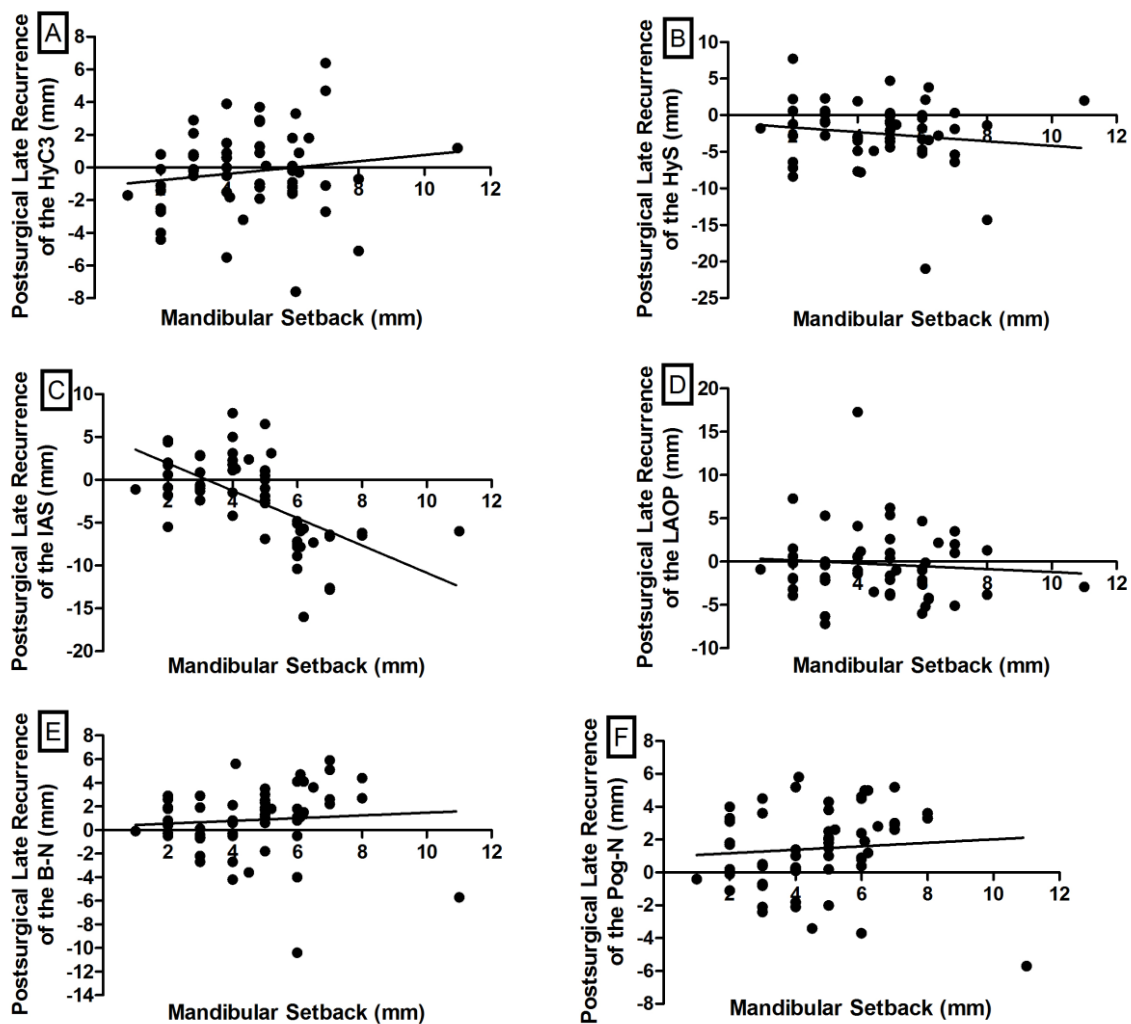 A
Postsurgical Late Recurrence
of the HyC3 (mm)
8
6
4
2
0
-2
-4
-6
-8
4 8 10 12
Mandibular Setback (mm)
B
Postsurgical Late Recurrence
of the HyS (mm)
10
5
0
-5
-10
-15
-20
-25
4 8 10 12
Mandibular Setback (mm)
C
Postsurgical Late Recurrence
of the IAS (mm)
10
5
0
-5
-10
-15
-20
2 4 6 8 10 12
Mandibular Setback (mm)
D
Postsurgical Late Recurrence
of the LAOP (mm)
20
15
10
5
0
-5
-10
4 8 10 12
Mandibular Setback (mm)
E
Postsurgical Late Recurrence
of the B-N (mm)
8
6
4
2
0
-2
-4
-6
-8
-10
-12
-14
2 4 6 8 10 12
Mandibular Setback (mm)
F
Postsurgical Late Recurrence
of the Pog-N (mm)
8
6
4
2
0
-2
-4
-6
-8
2 4 6 8 10 12
Mandibular Setback (mm)